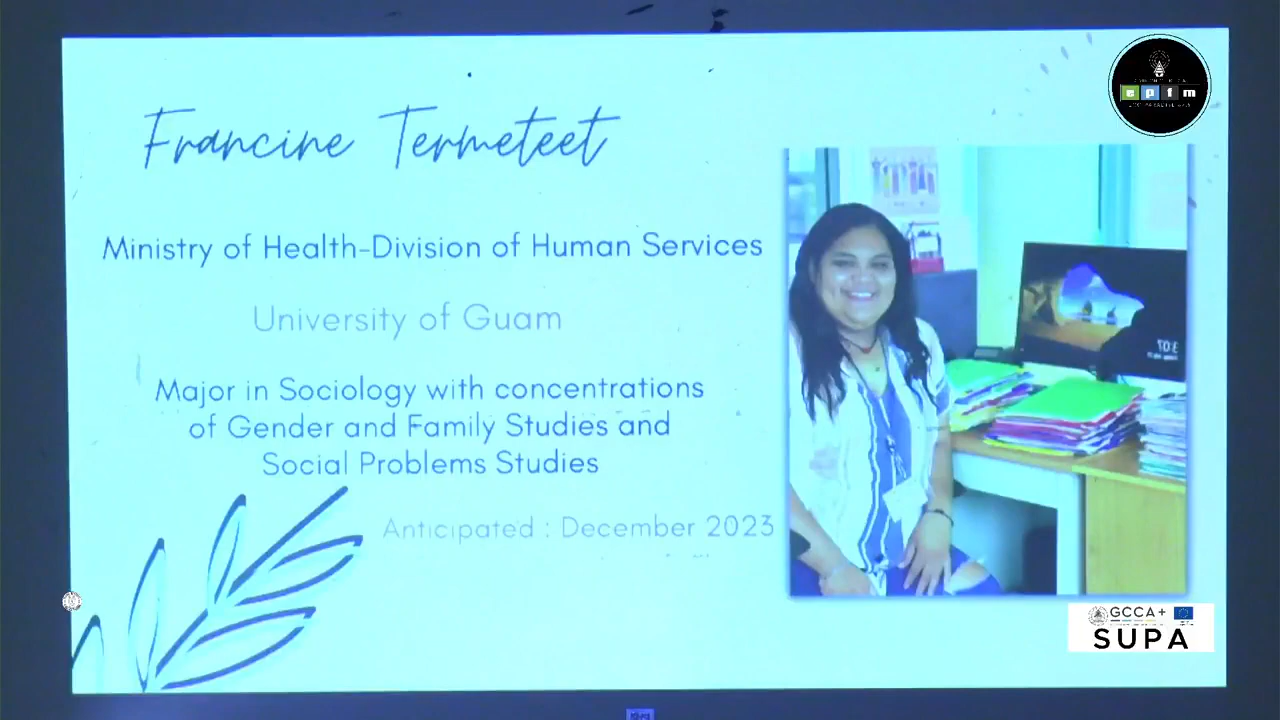 Francine Termeteet
Ministry of Health-Division of Human Services
University of Guam
Major in Sociology with concentrations
of Gender and Family Studies and
Social Problems Studies
Anticipated : December 2023
epfm
GCCA+
SUPA